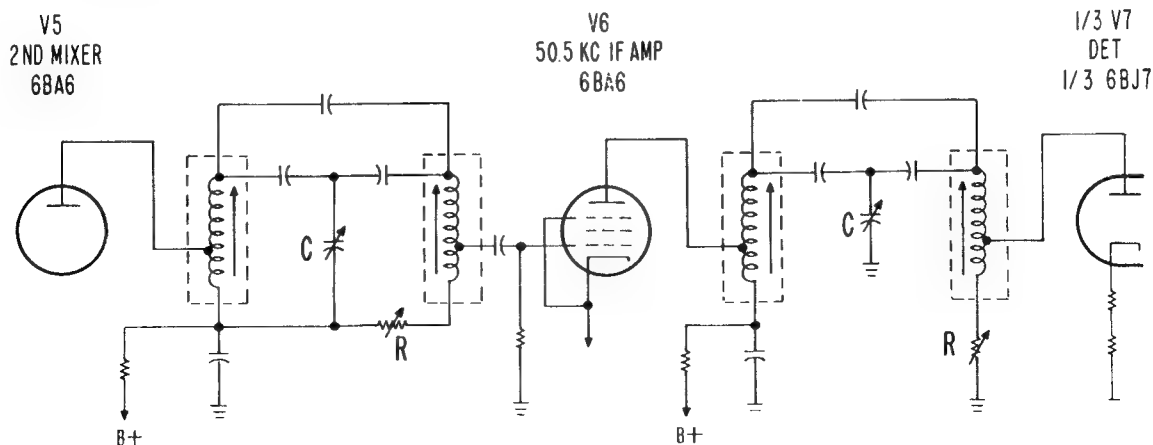 V5
2ND MIXER
6BA6
V6
50.5 KC IF AMP
6BA6
1/3 V7
DET
1/3 6BJ7
C
R
B+
C
R
B+